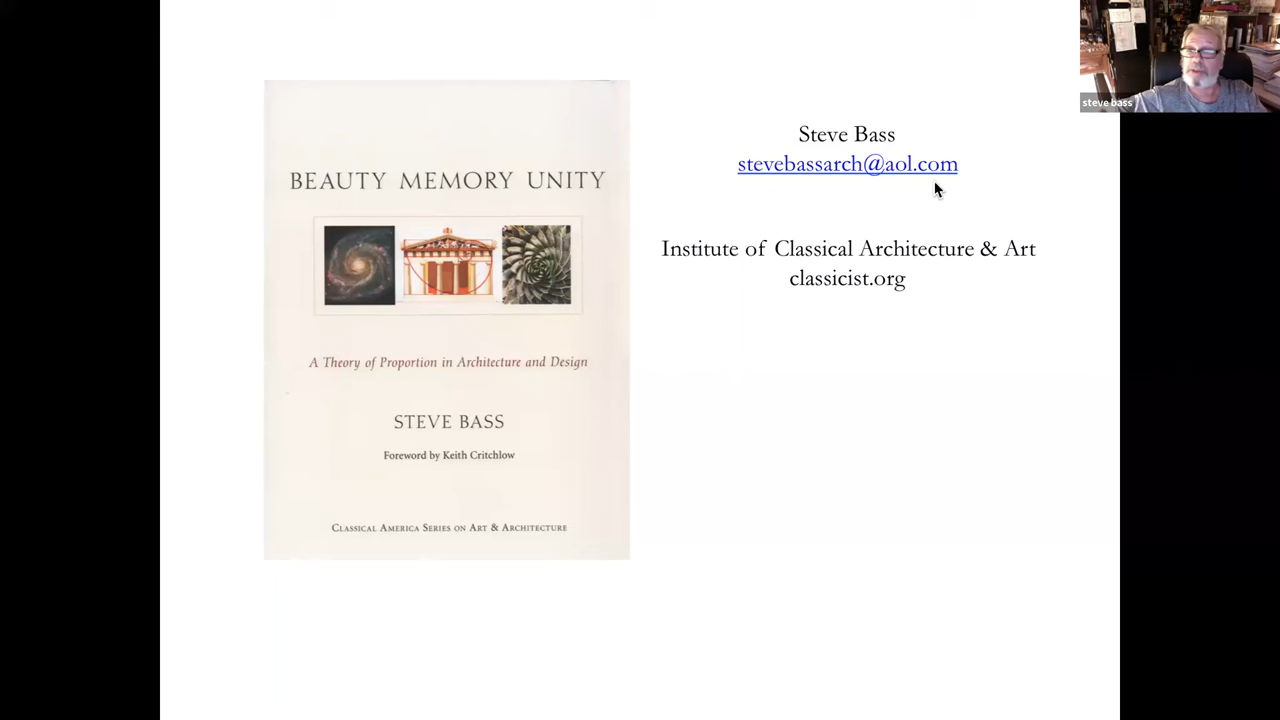 BEAUTY MEMORY UNITY
A Theory of Proportion in Architecture and Design
STEVE BASS
Foreword by Keith Critchlow
CLASSICAL AMERICA SERIES ON ART & ARCHITECTURE
Steve Bass
stevebassarch@aol.com
Institute of Classical Architecture & Art
classicist.org
steve bass